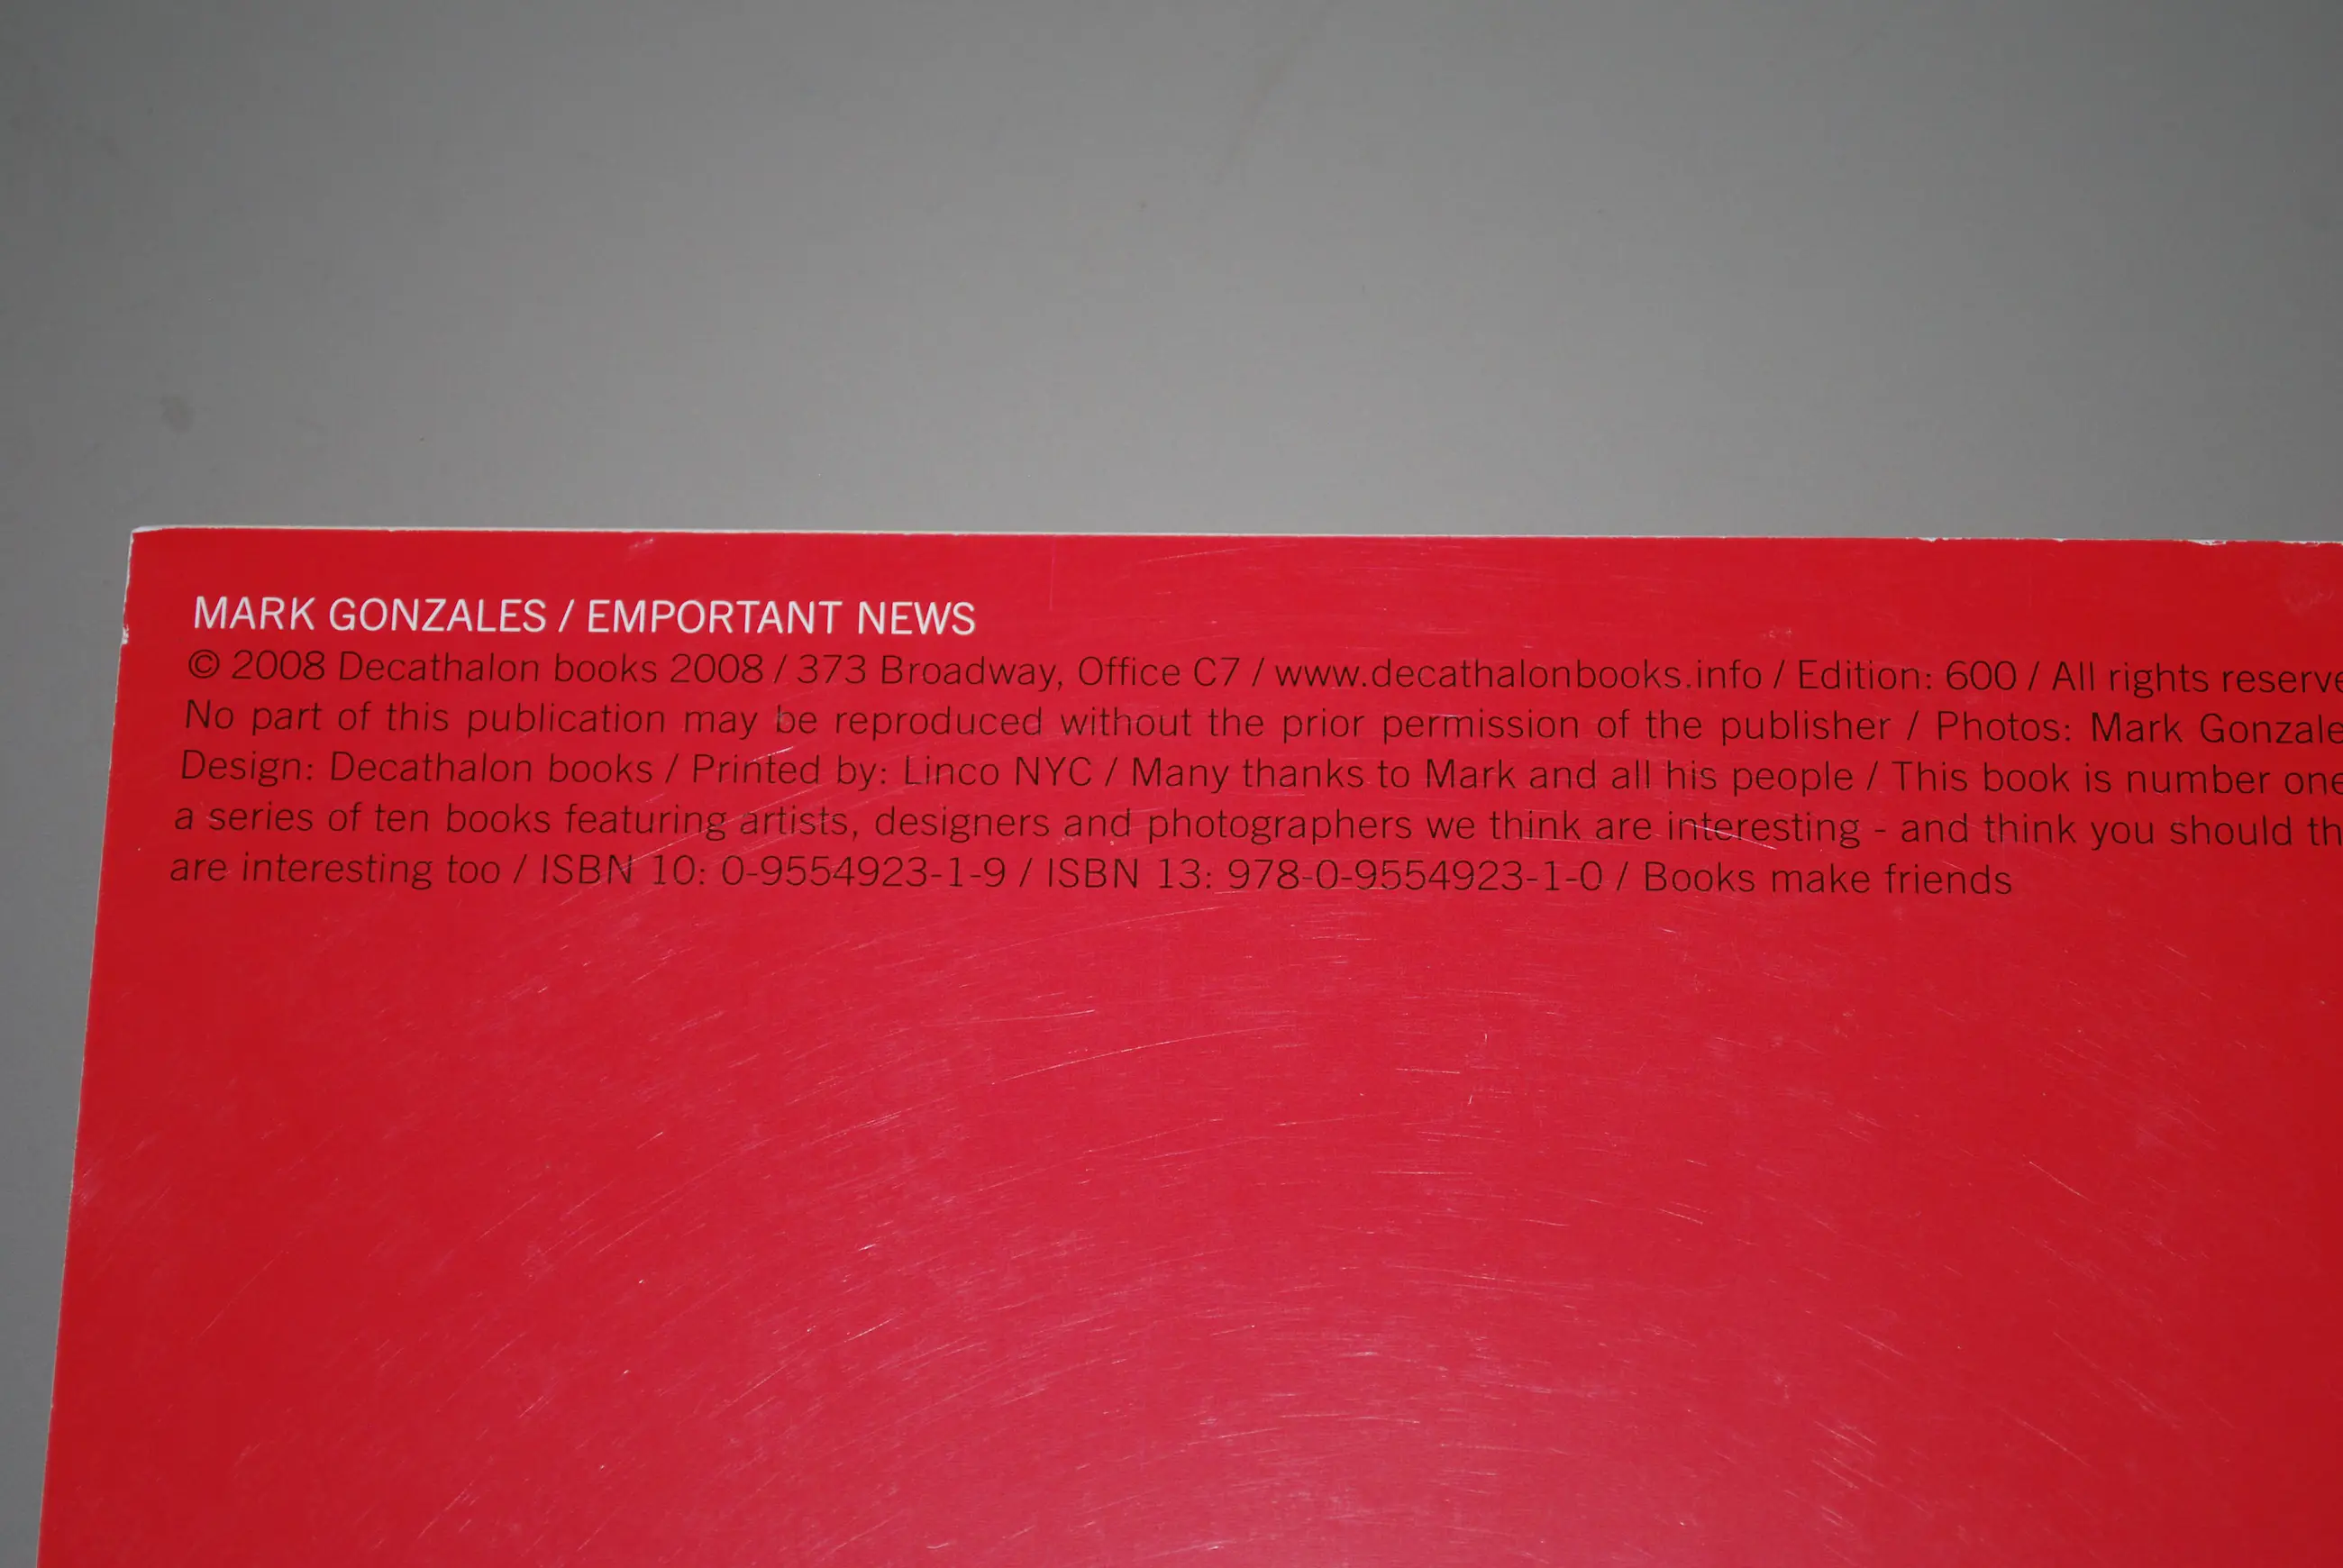 MARK GONZALES / EMPORTANT NEWS
© 2008 Decathalon books 2008 / 373 Broadway, Office C7 / www.decathalonbooks.info / Edition: 600 / All rights reserve
No part of this publication may be reproduced without the prior permission of the publisher / Photos: Mark Gonzale
Design: Decathalon books / Printed by: Linco NYC / Many thanks to Mark and all his people / This book is number one
a series of ten books featuring artists, designers and photographers we think are interesting - and think you should th
are interesting too / ISBN 10: 0-9554923-1-9 / ISBN 13: 978-0-9554923-1-0 / Books make friends